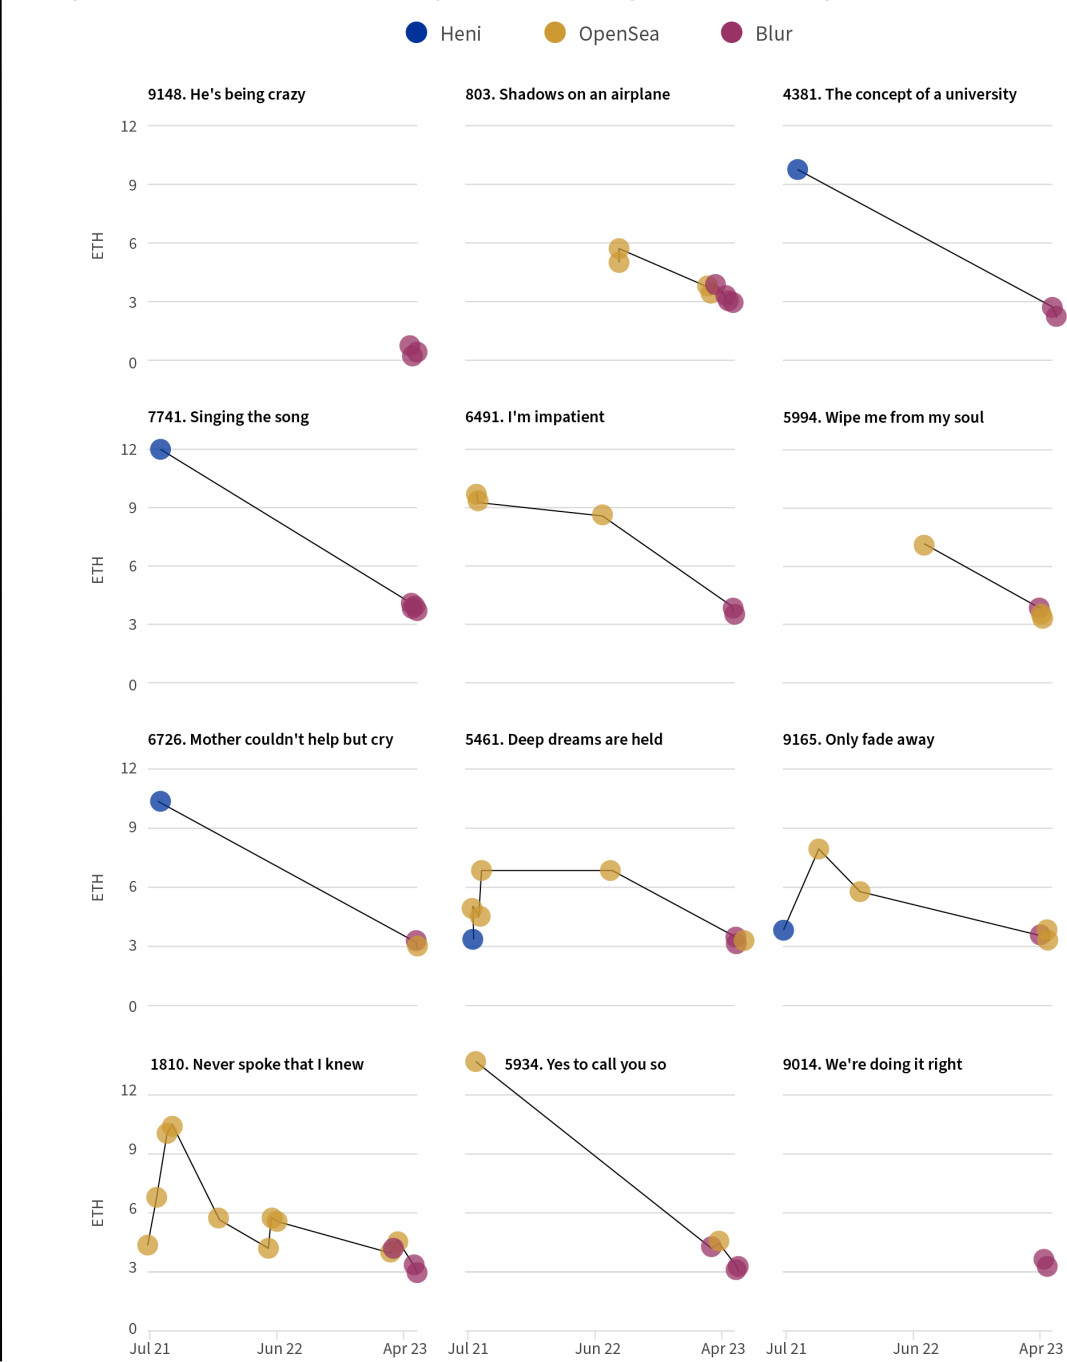 Heni OpenSea Blur
9148. He's being crazy
803. Shadows on an airplane
4381. The concept of a university
12
9
6
3
0
ETH
7741. Singing the song
6491. I'm impatient
5994. Wipe me from my soul
12
9
6
3
0
ETH
6726. Mother couldn't help but cry
5461. Deep dreams are held
9165. Only fade away
12
9
6
3
0
ETH
1810. Never spoke that I knew
5934. Yes to call you so
9014. We're doing it right
12
9
6
3
0
ETH
Jul 21 Jun 22 Apr 23 Jul 21 Jun 22 Apr 23 Jul 21 Jun 22 Apr 23